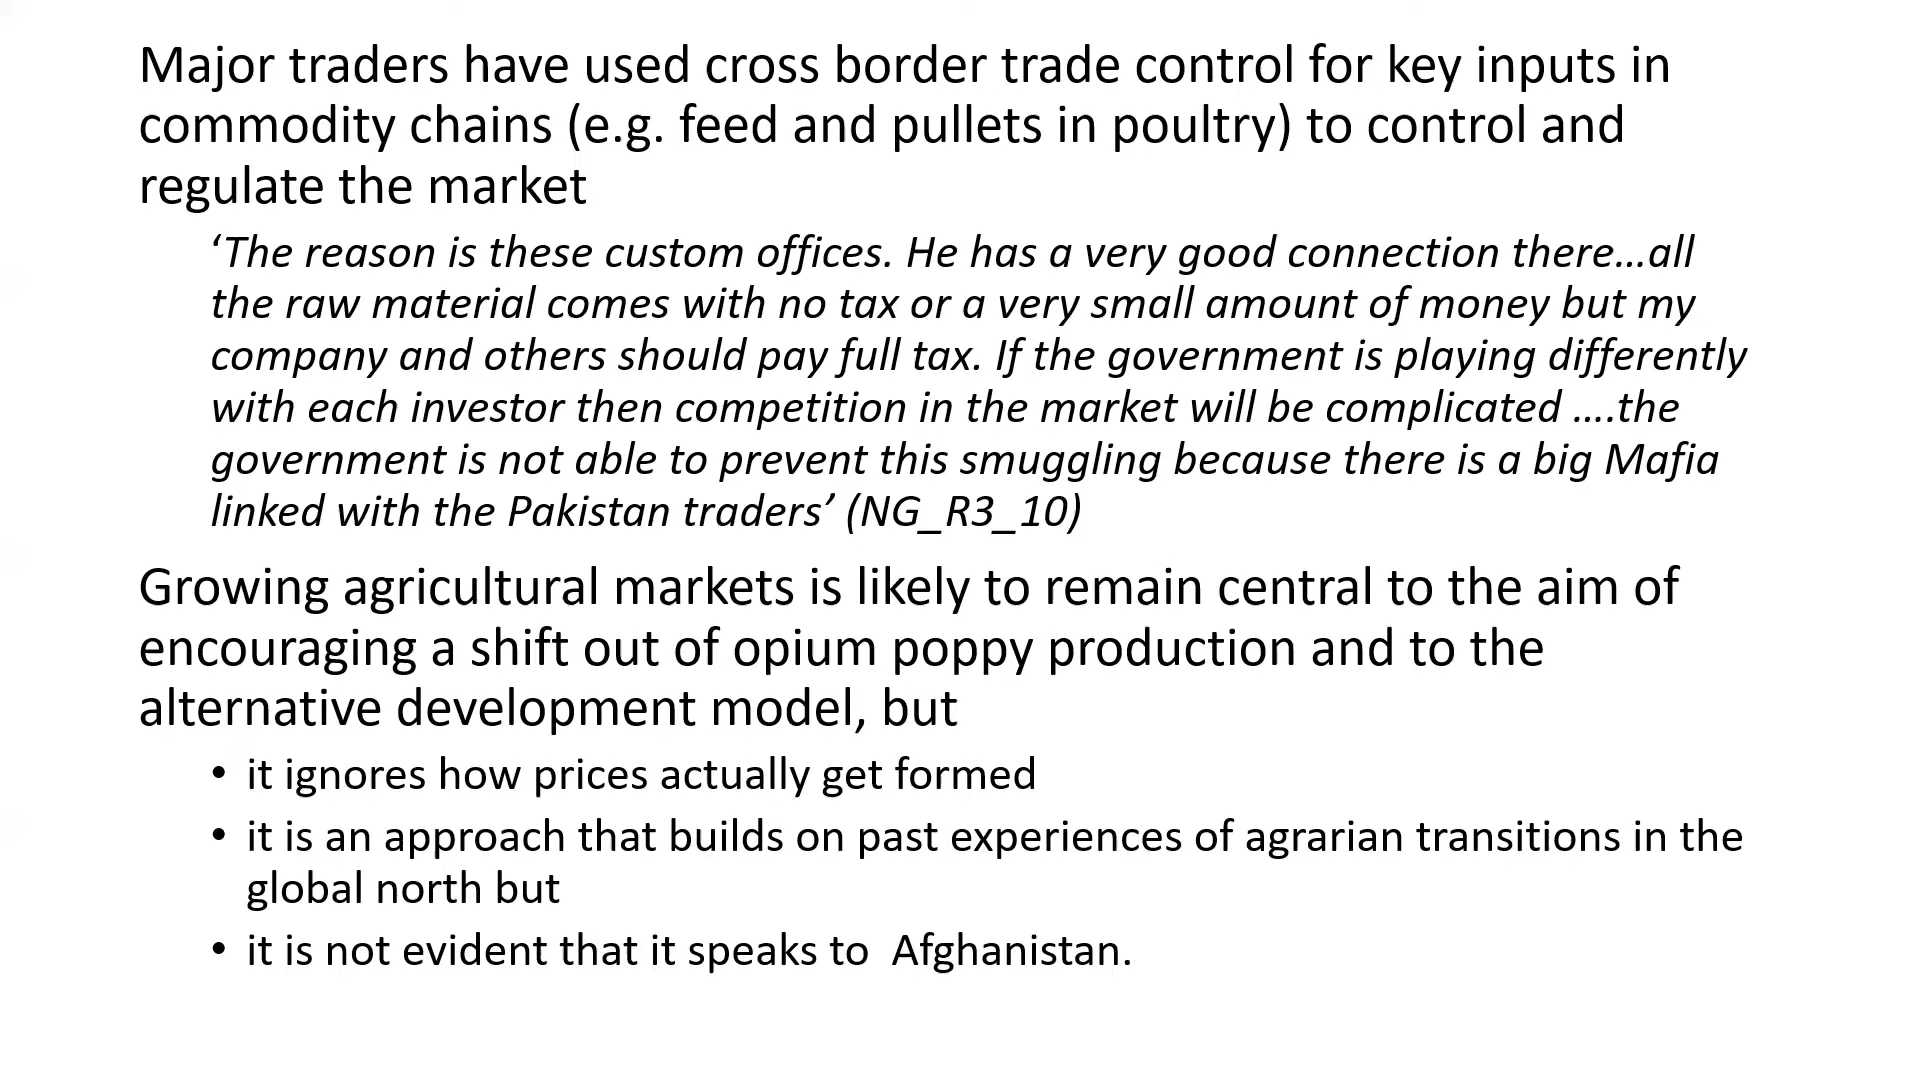 Major traders have used cross border trade control for key inputs in
commodity chains (e.g. feed and pullets in poultry) to control and
regulate the market
‘The reason is these custom offices. He has a very good connection there…all
the raw material comes with no tax or a very small amount of money but my
company and others should pay full tax. If the government is playing differently
with each investor then competition in the market will be complicated ….the
government is not able to prevent this smuggling because there is a big Mafia
linked with the Pakistan traders’ (NG_R3_10)
Growing agricultural markets is likely to remain central to the aim of
encouraging a shift out of opium poppy production and to the
alternative development model, but
• it ignores how prices actually get formed
• it is an approach that builds on past experiences of agrarian transitions in the
global north but
• it is not evident that it speaks to  Afghanistan.